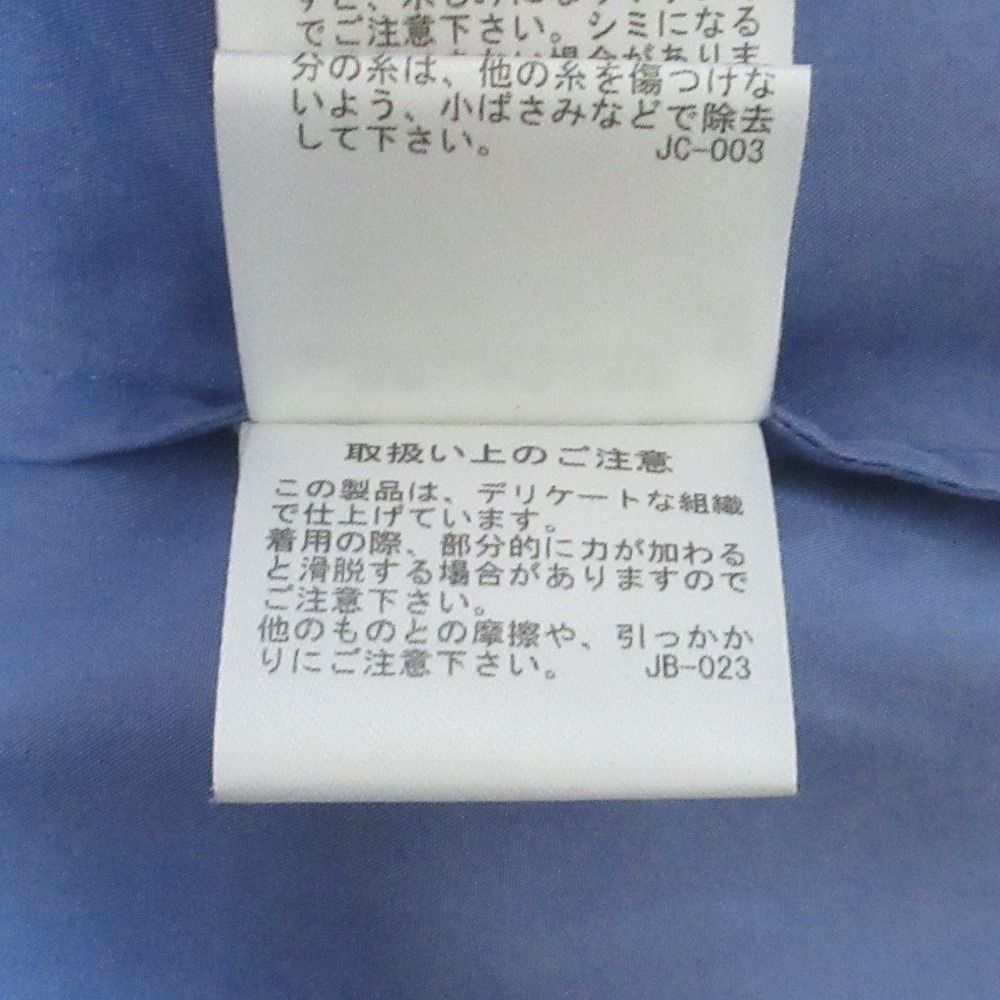 でご注意下さい。シミになる
場合がありま
分の糸は、他の糸を傷つけな
いよう、小ばさみなどで除去
して下さい。 JC-003
取扱い上のご注意
この製品は、デリケートな組織
で仕上げています。
着用の際、部分的に力が加わる
と滑脱する場合がありますので
ご注意下さい。
他のものとの摩擦や、引っかか
りにご注意下さい。 JB-023